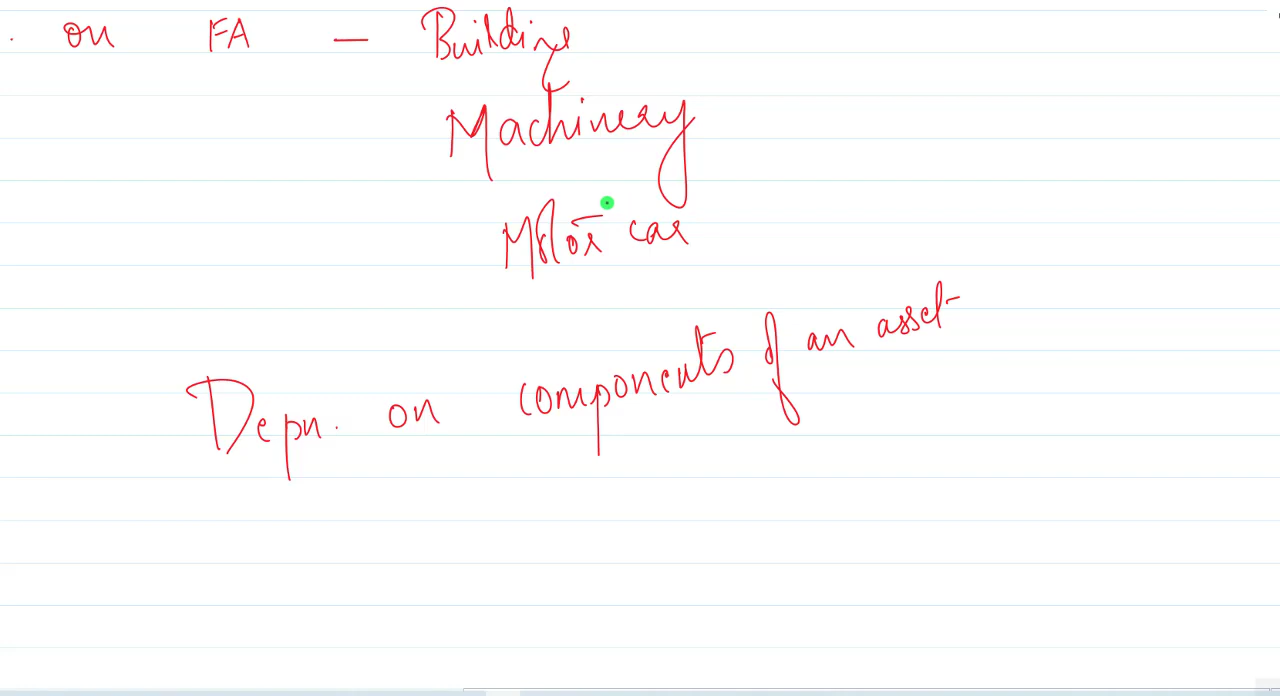 . on FA — Building
Machinery
Motor car
Depn. on components of an asset